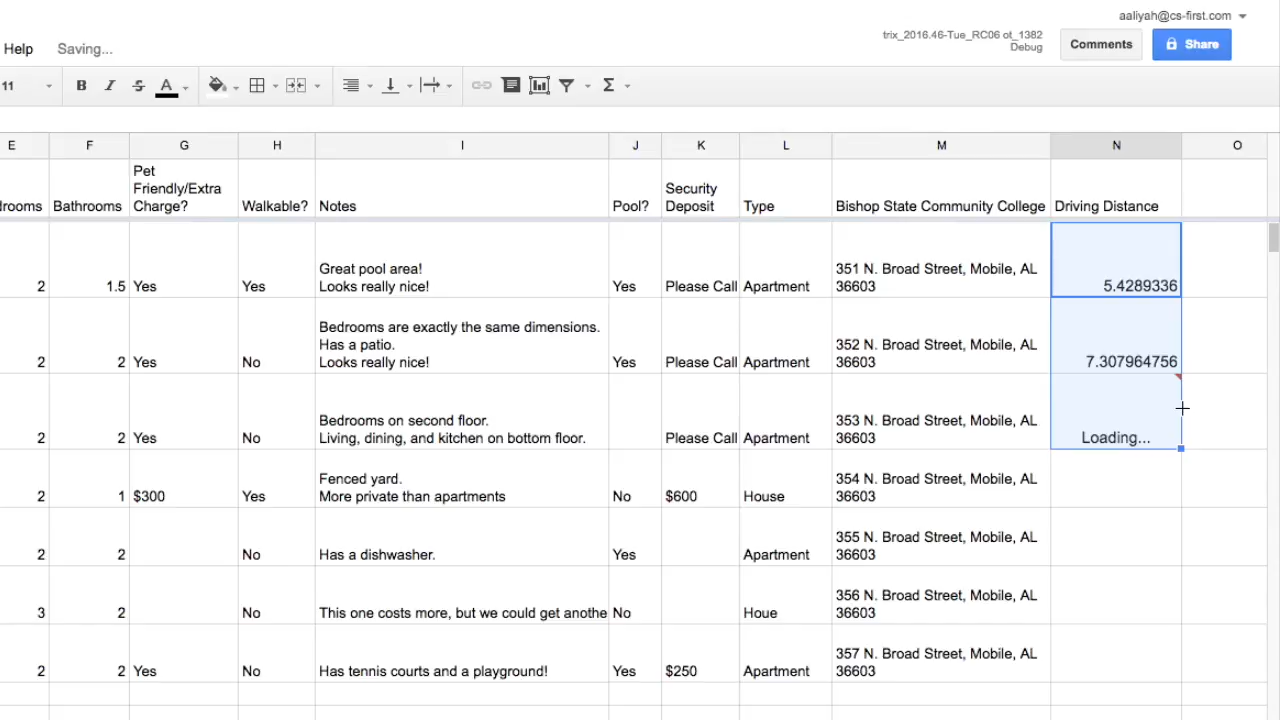 aaliyah@cs-first.com
trix_2016.46-Tue_RC06 ot_1382
Debug
Comments
Share
Help
Saving...
11
B I S A
E F G H I J K L M N O
drooms Bathrooms Pet Friendly/Extra Charge? Walkable? Notes Pool? Security Deposit Type Bishop State Community College Driving Distance
2 1.5 Yes Yes Great pool area! Looks really nice! Yes Please Call Apartment 351 N. Broad Street, Mobile, AL 36603 5.4289336
2 2 Yes No Bedrooms are exactly the same dimensions. Has a patio. Looks really nice! Yes Please Call Apartment 352 N. Broad Street, Mobile, AL 36603 7.307964756
2 2 Yes No Bedrooms on second floor. Living, dining, and kitchen on bottom floor. Please Call Apartment 353 N. Broad Street, Mobile, AL 36603 Loading...
2 1 $300 Yes Fenced yard. More private than apartments No $600 House 354 N. Broad Street, Mobile, AL 36603
2 2 No Has a dishwasher. Yes Apartment 355 N. Broad Street, Mobile, AL 36603
3 2 No This one costs more, but we could get anothe No Houe 356 N. Broad Street, Mobile, AL 36603
2 2 Yes No Has tennis courts and a playground! Yes $250 Apartment 357 N. Broad Street, Mobile, AL 36603